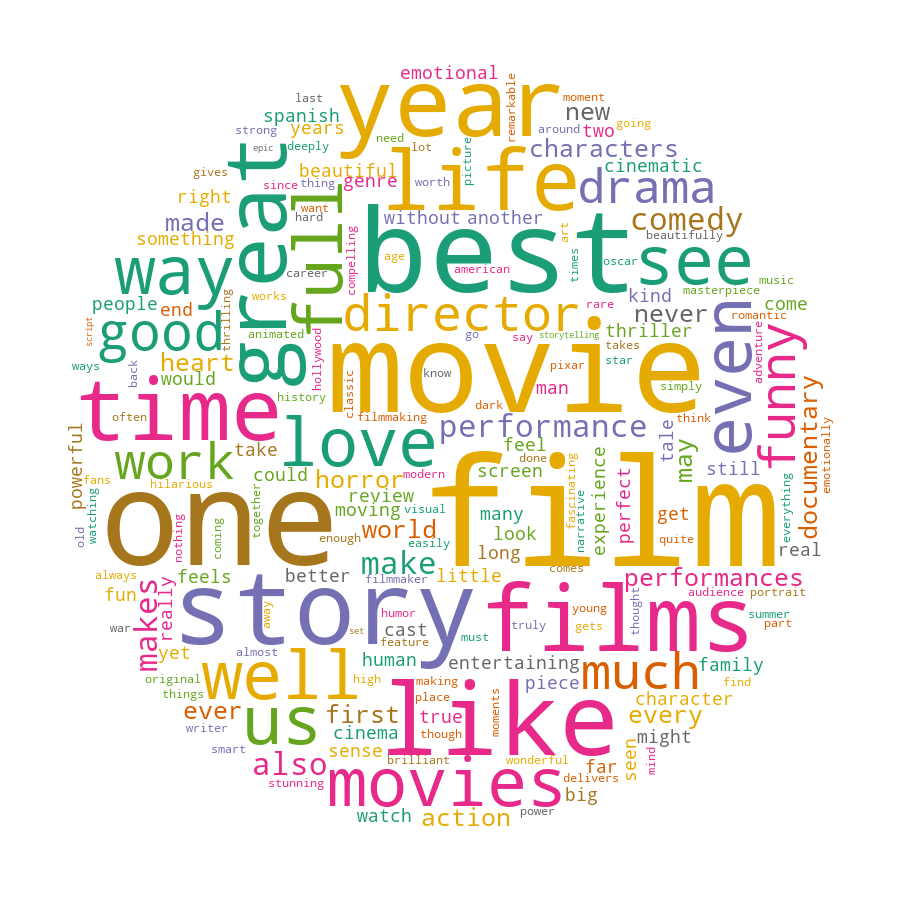 emotional
year
last
moment
remarkable
spanish
new
strong
years
around
two
going
great
epic
deeply
need
lot
picture
characters
life
beautiful
cinematic
gives
since
thing
genre
worth
drama
right
full
want
hard
made
without
another
comedy
best
art
something
compelling
beautifully
way
age
american
times
oscar
see
career
music
people
works
kind
masterpiece
come
end
thrilling
director
rare
never
even
romantic
script
good
animated
hollywood
go
say
storytelling
thriller
adventure
funny
movie
takes
ways
heart
back
know
pixar
star
would
classic
man
simply
time
history
dark
documentary
often
filmmaking
performance
think
love
feel
tale
emotionally
powerful
work
take
done
may
still
fans
hilarious
could
horror
modern
screen
fascinating
experience
perfect
everything
old
watching
one
together
review
film
moving
visual
many
narrative
get
nothing
coming
enough
world
easily
look
quite
long
real
make
comes
always
feels
better
filmmaker
little
performances
fun
makes
really
story
films
audience
portrait
war
away
humor
young
thought
summer
set
cast
must
truly
gets
part
yet
almost
feature
well
human
entertaining
much
family
original
high
making
piece
find
things
like
place
character
ever
us
first
true
moments
every
writer
cinema
though
might
smart
sense
seen
mind
also
brilliant
wonderful
far
stunning
movies
delivers
big
watch
action
power